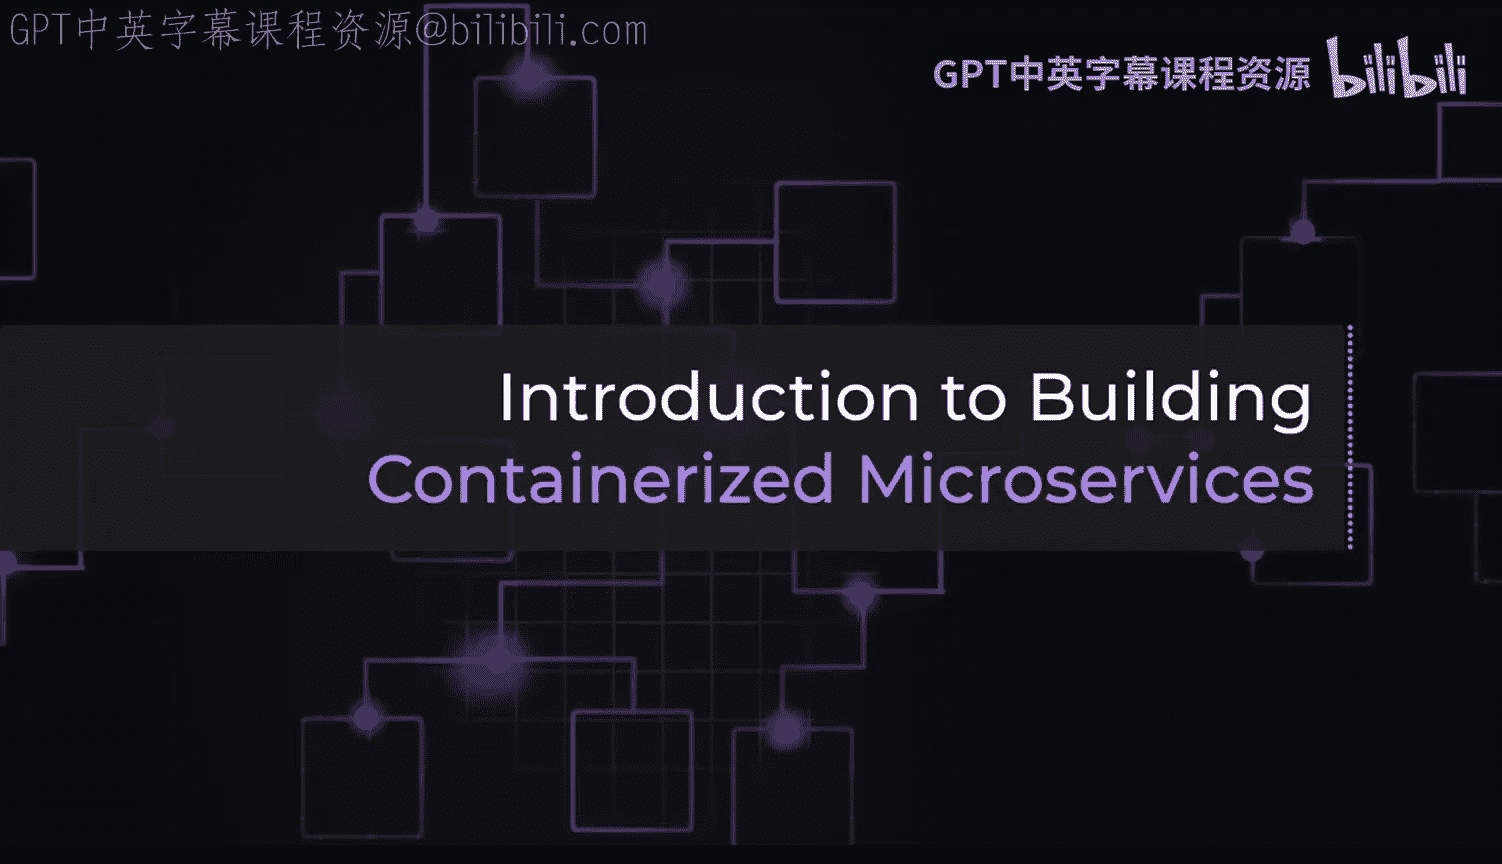 GPT中英字幕课程资源@bilibili.com
GPT中英字幕课程资源 bilibili
Introduction to Building
Containerized Microservices